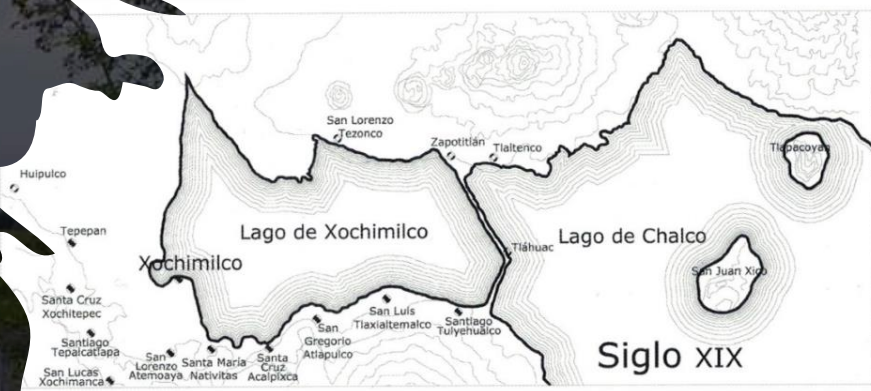 San Lorenzo
Tezonco
Zapotitlán
Tlaltenco
Tlapacoyan
Huipulco
Tepepan
Lago de Xochimilco
Lago de Chalco
Tláhuac
Xochimilco
San Juan Xico
Santa Cruz
Xochitepec
San Luis
Tlaxialtemalco
Santiago
Tulyehualco
Santiago
Tepalcatlapa
San
Gregorio
Atlapulco
San
Lorenzo
Atemoaya
Santa María
Nativitas
Santa
Cruz
Acalpixca
San Lucas
Xochimanca
Siglo XIX